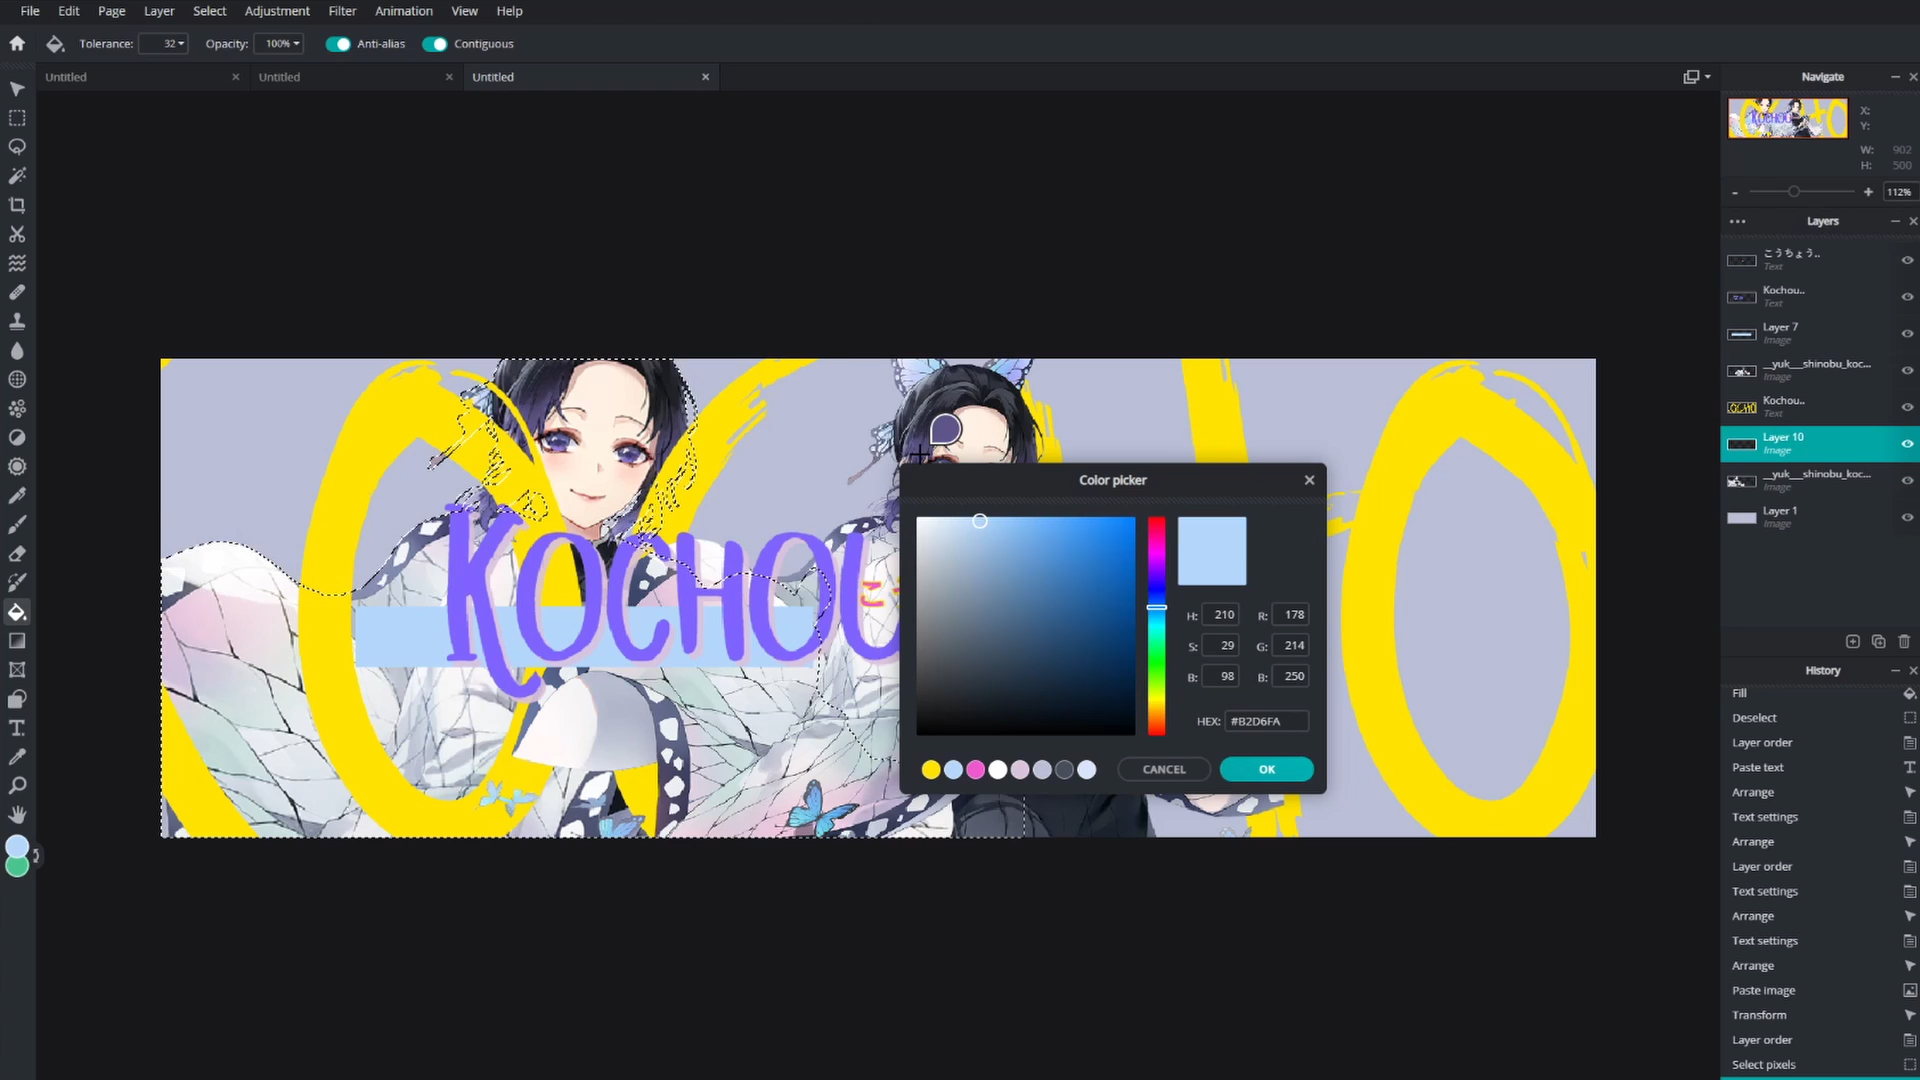 File Edit Page Layer Select Adjustment Filter Animation View Help
Tolerance: 32 Opacity: 100% Anti-alias Contiguous
Untitled Untitled Untitled
Navigate
KOCHOU
X:
Y:
W: 902
H: 500
112%
Layers
こうちょう..
Text
Kochou..
Text
Layer 7
Image
__yuk__shinobu_koc...
Image
Kochou..
Text
Layer 10
Image
__yuk__shinobu_koc...
Image
Layer 1
Image
KOCHOU
こ
Color picker
H: 210 R: 178
S: 29 G: 214
B: 98 B: 250
HEX: #B2D6FA
CANCEL OK
History
Fill
Deselect
Layer order
Paste text
Arrange
Text settings
Arrange
Layer order
Text settings
Arrange
Text settings
Arrange
Paste image
Transform
Layer order
Select pixels